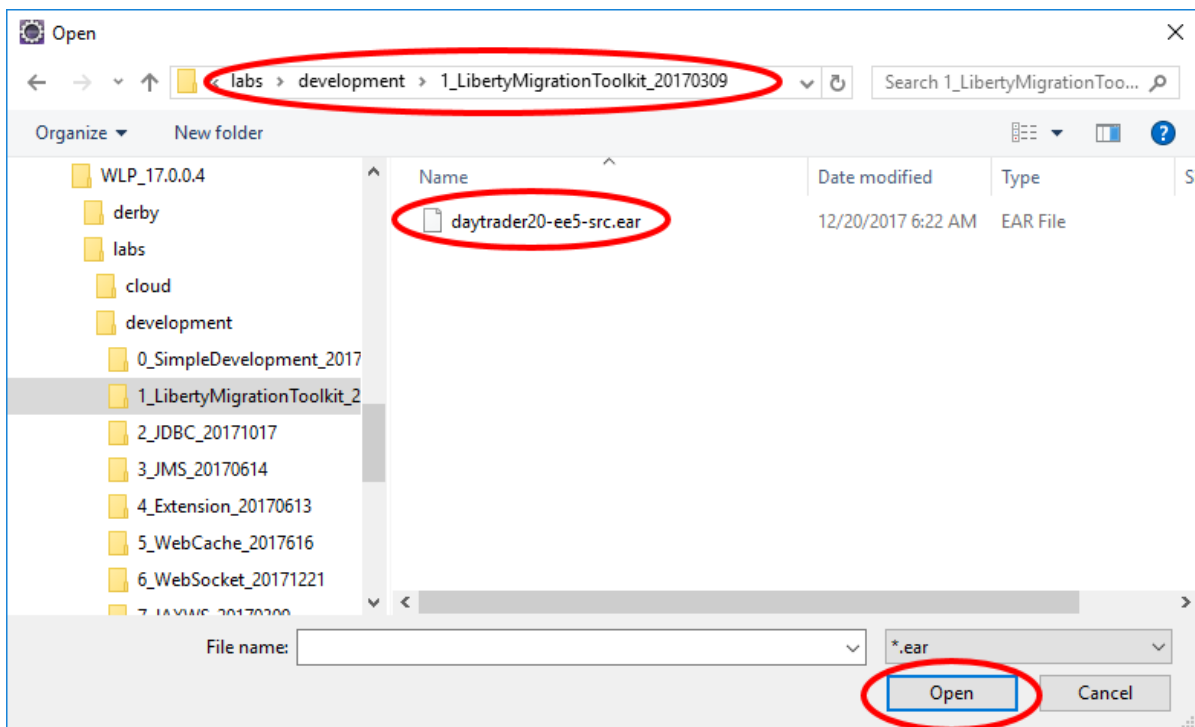 Open
« labs > development > 1_LibertyMigrationToolkit_20170309
Search 1_LibertyMigrationToo...
Organize
New folder
WLP_17.0.0.4
derby
labs
cloud
development
0_SimpleDevelopment_2017
1_LibertyMigrationToolkit_2
2_JDBC_20171017
3_JMS_20170614
4_Extension_20170613
5_WebCache_2017616
6_WebSocket_20171221
7_JAXWS_20170309
Name
Date modified
Type
S
daytrader20-ee5-src.ear
12/20/2017 6:22 AM
EAR File
File name:
*.ear
Open
Cancel